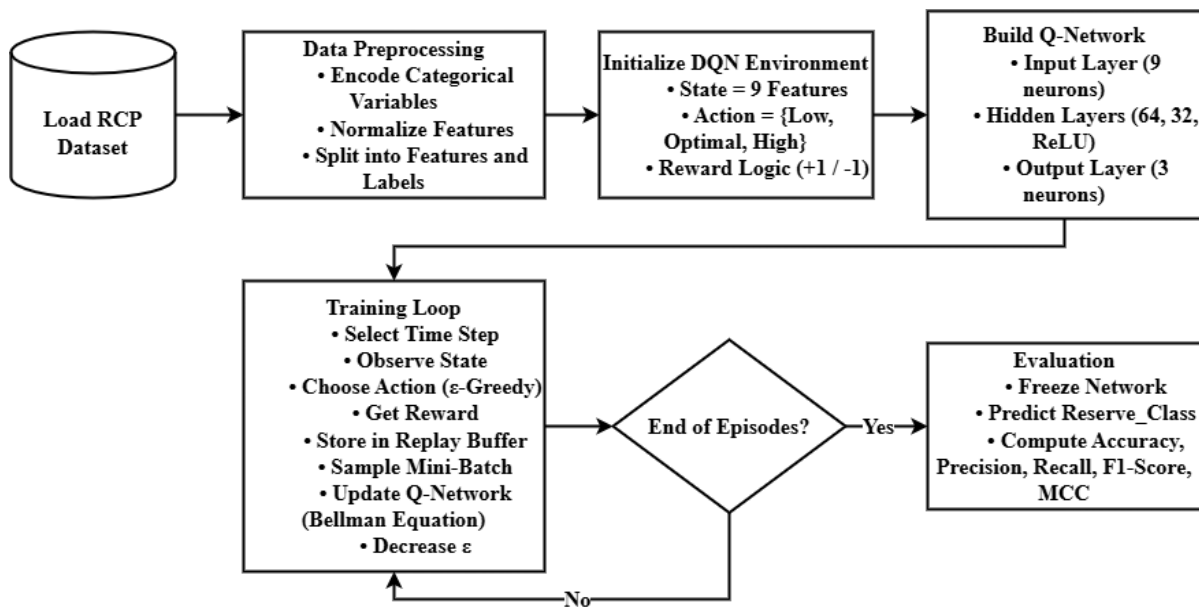 Load RCP
Dataset
Data Preprocessing
• Encode Categorical
Variables
• Normalize Features
• Split into Features and
Labels
Initialize DQN Environment
• State = 9 Features
• Action = {Low,
Optimal, High}
• Reward Logic (+1 / -1)
Build Q-Network
• Input Layer (9
neurons)
• Hidden Layers (64, 32,
ReLU)
• Output Layer (3
neurons)
Training Loop
• Select Time Step
• Observe State
• Choose Action (ε-Greedy)
• Get Reward
• Store in Replay Buffer
• Sample Mini-Batch
• Update Q-Network
(Bellman Equation)
• Decrease ε
End of Episodes?
Yes
No
Evaluation
• Freeze Network
• Predict Reserve_Class
• Compute Accuracy,
Precision, Recall, F1-Score,
MCC